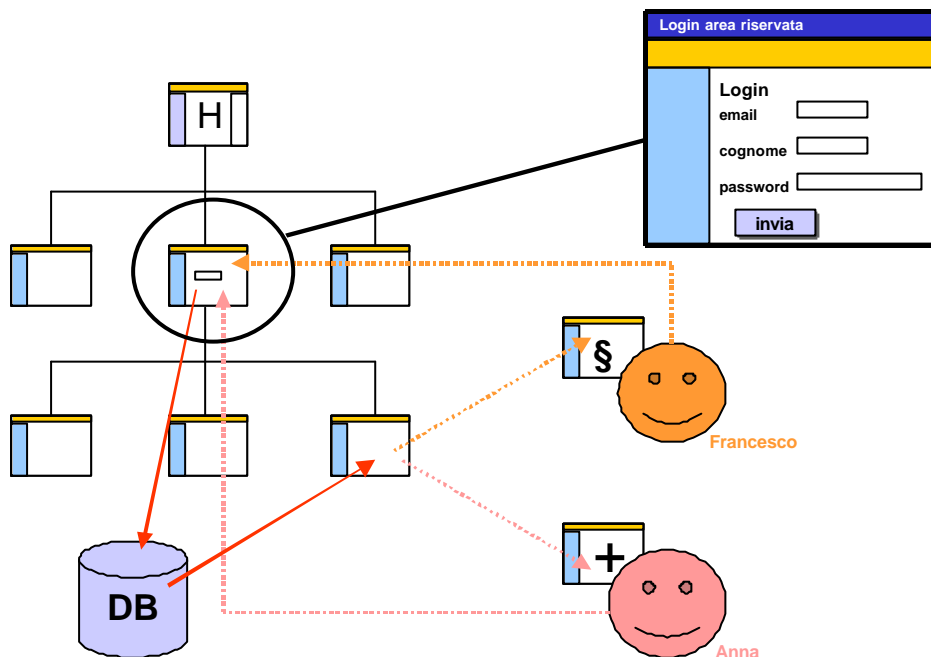 Login area riservata
H
Login
email
cognome
password
invia
§
Francesco
+
DB
Anna